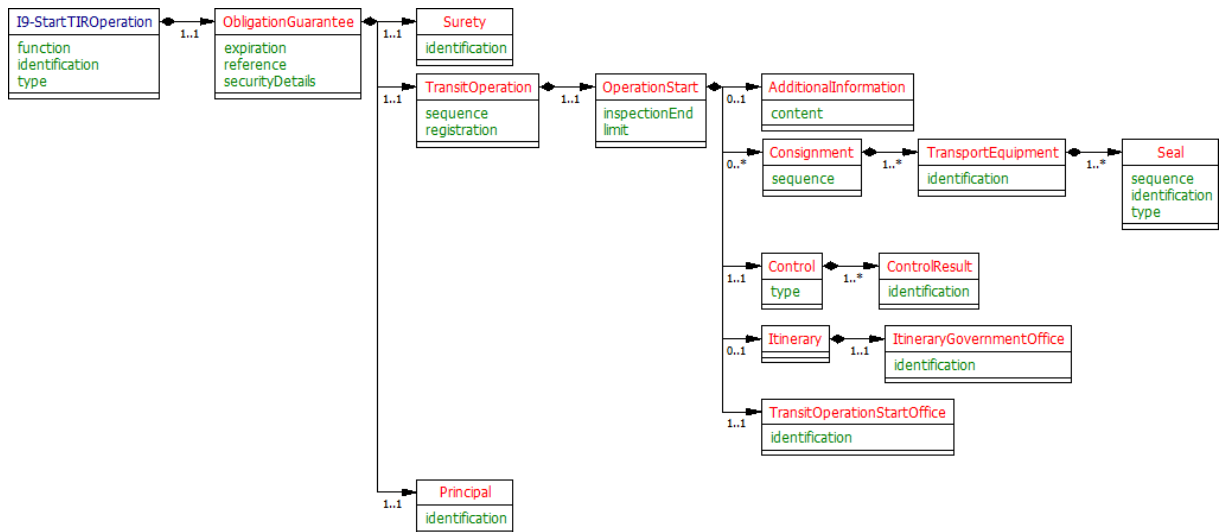 I9-StartTIROperation
function
identification
type
1..1
ObligationGuarantee
expiration
reference
securityDetails
1..1
Surety
identification
1..1
TransitOperation
sequence
registration
1..1
OperationStart
inspectionEnd
limit
0..1
AdditionalInformation
content
0..*
Consignment
sequence
1..*
TransportEquipment
identification
1..*
Seal
sequence
identification
type
1..1
Control
type
1..*
ControlResult
identification
0..1
Itinerary
1..1
ItineraryGovernmentOffice
identification
1..1
TransitOperationStartOffice
identification
1..1
Principal
identification